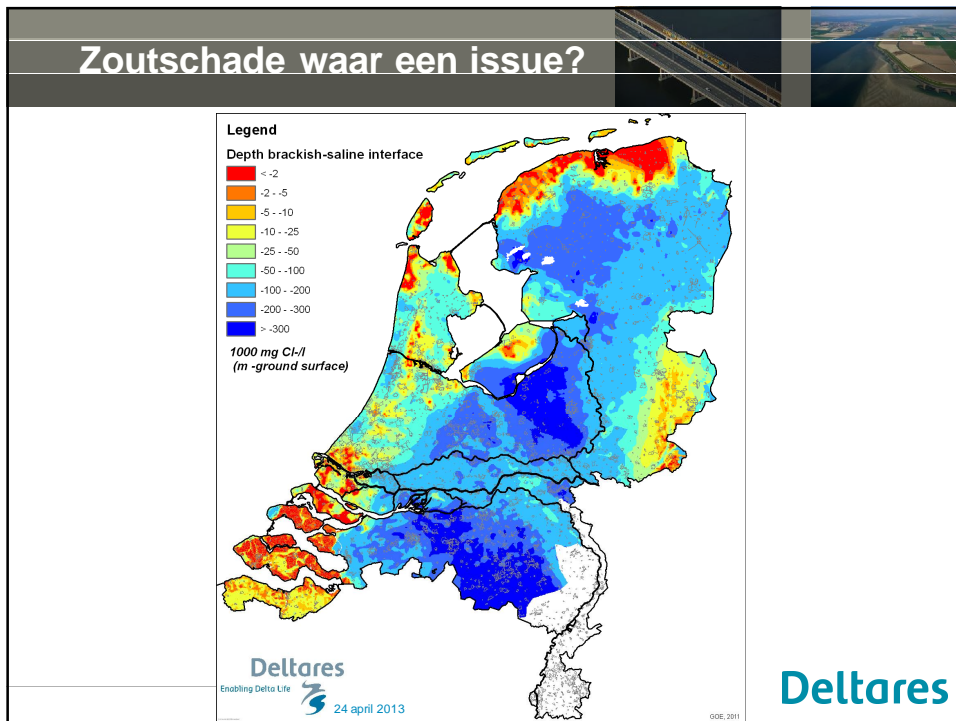 Zoutschade waar een issue?
Legend
Depth brackish-saline interface
< -2
-2 - -5
-5 - -10
-10 - -25
-25 - -50
-50 - -100
-100 - -200
-200 - -300
> -300
1000 mg Cl-/l
(m -ground surface)
Deltares
Enabling Delta Life
24 april 2013
GOE, 2011
Deltares